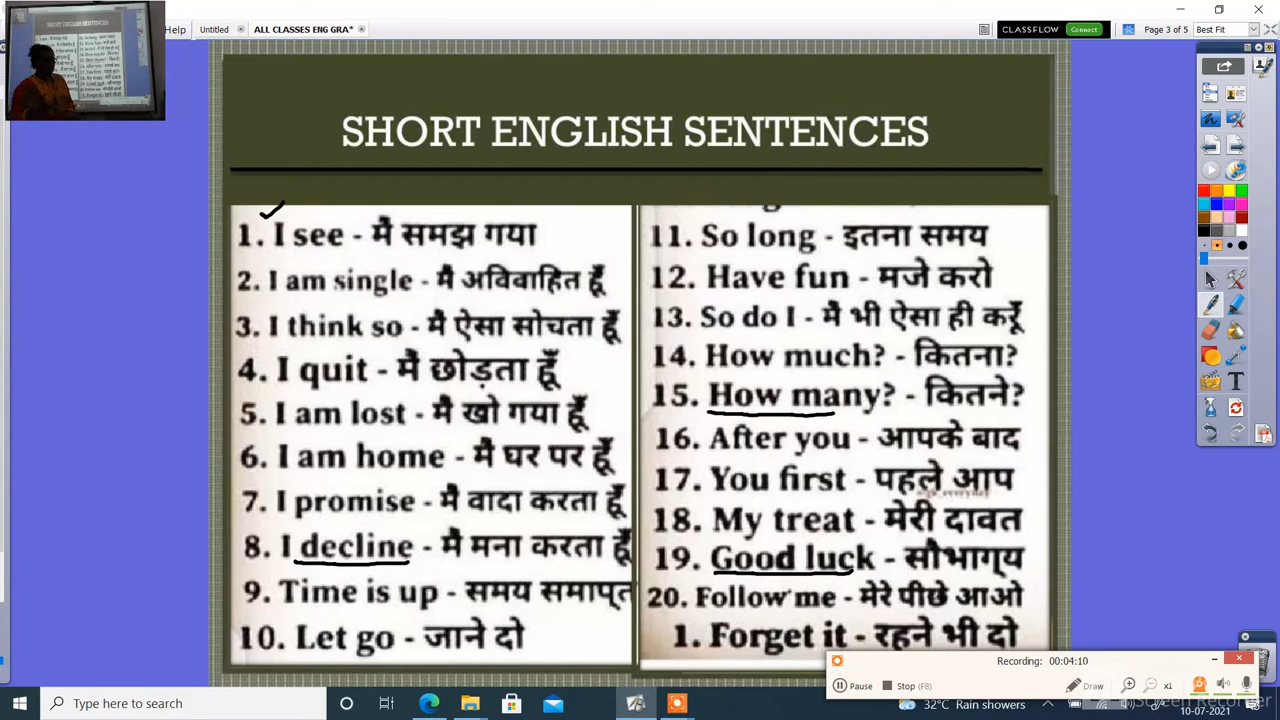 Help
Untitled
ALL CLASSES ENG GRA*
CLASSFLOW
Connect
Page 3 of 5
Best Fit
SHORT ENGLISH SENTENCES
1. I see - मैं समझ गया
2. I am single - मैं अविवाहित हूँ
3. I think so - मैं ऐसा सोचता हूँ
4. I quit - मैं छोड़ता हूँ
5. I am lost - मैं खो गया हूँ
6. I am home - मैं घर पर हूँ
7. I promise - मैं वादा करता हूँ
8. I decline - मैं मना करता हूँ
9. Time is up - समय समाप्त
10. Let go - जाने दो
11. So long - इतना समय
12. Have fun - मजे करो
13. So do I - मैं भी ऐसा ही करूँ
14. How much? - कितना?
15. How many? - कितने?
16. After you - आपके बाद
17. You first - पहले आप
18. My treat - मेरी दावत
19. Good luck - सौभाग्य
20. Follow me - मेरे पीछे आओ
1. Forget it - रहने भी दो
Recording: 00:04:10
Pause
Stop (F8)
Draw
x1
Type here to search
32°C Rain showers
10-07-2021
Screen Recorder